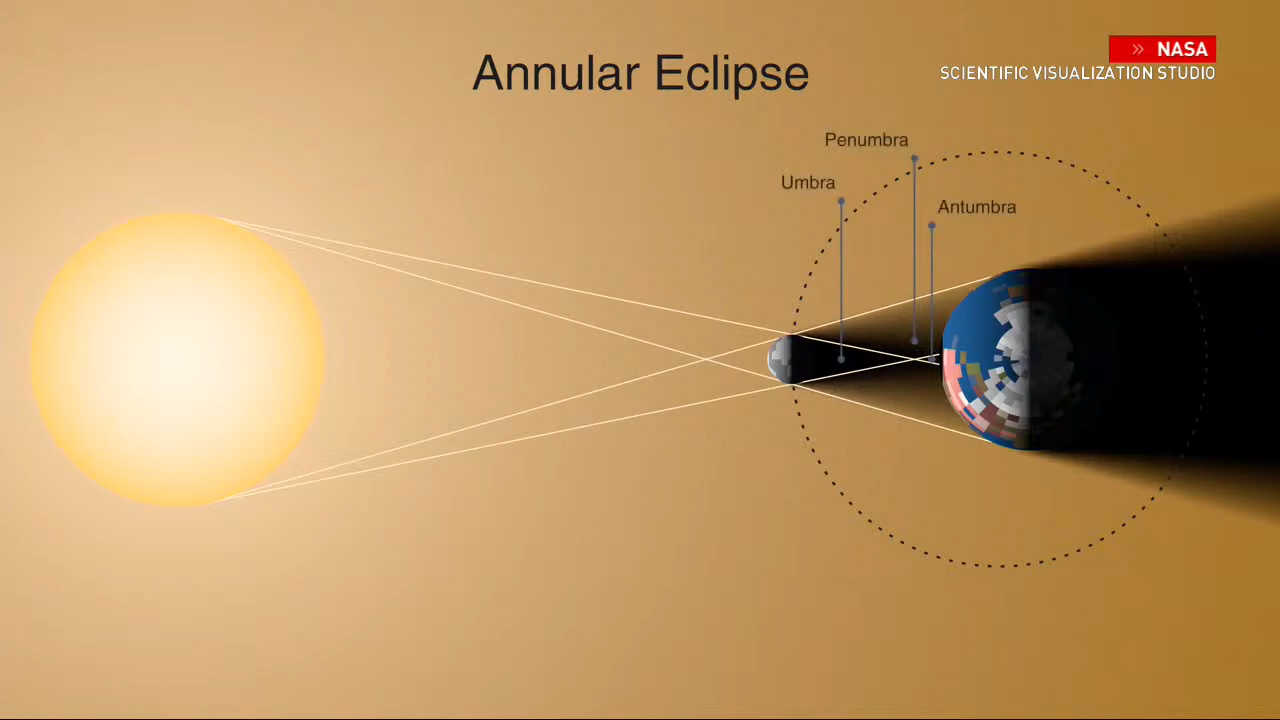 Annular Eclipse
» NASA
SCIENTIFIC VISUALIZATION STUDIO
Penumbra
Umbra
Antumbra